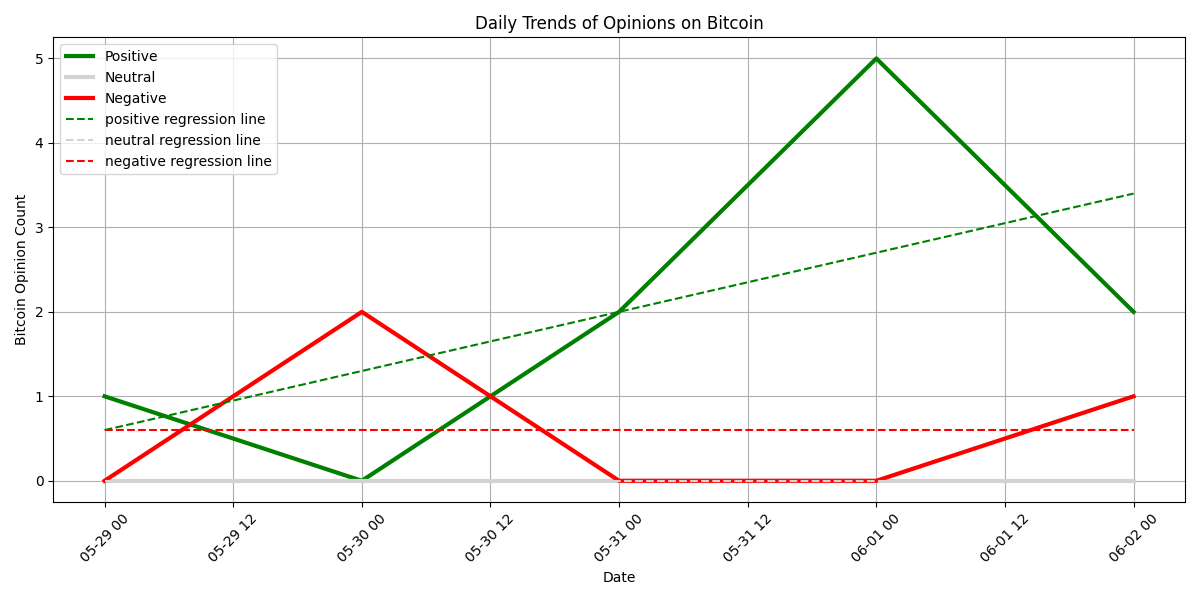 Daily Trends of Opinions on Bitcoin
Positive
Neutral
Negative
positive regression line
neutral regression line
negative regression line
Bitcoin Opinion Count
5
4
3
2
1
0
05-29 00
05-29 12
05-30 00
05-30 12
05-31 00
05-31 12
06-01 00
06-01 12
06-02 00
Date